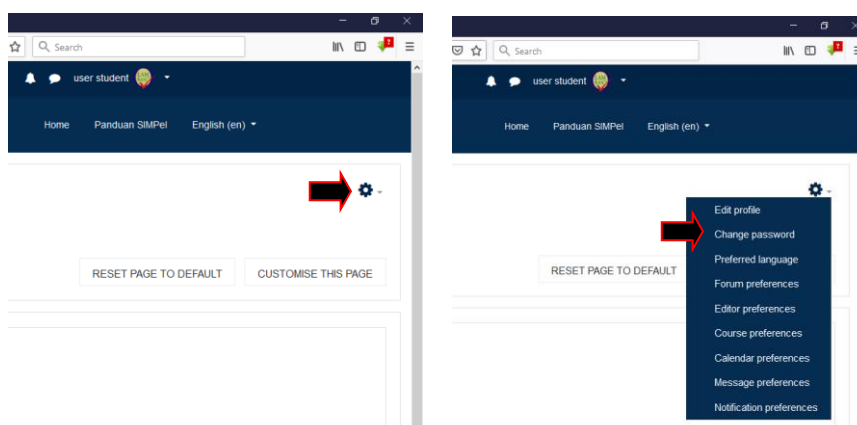 Search
user student
Home Panduan SIMPel English (en)
RESET PAGE TO DEFAULT CUSTOMISE THIS PAGE
Search
user student
Home Panduan SIMPel English (en)
Edit profile
Change password
Preferred language
RESET PAGE TO DEFAULT
Forum preferences
Editor preferences
Course preferences
Calendar preferences
Message preferences
Notification preferences